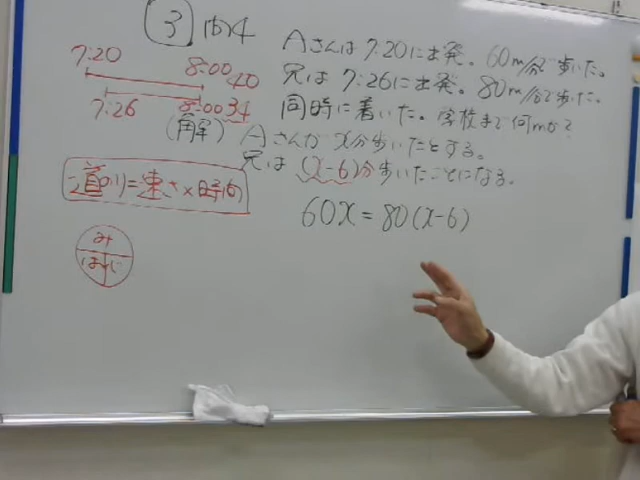 3 P54
Aさんは7:20に出発。60m/分で歩いた。
兄は7:26に出発。80m/分で歩いた。
同時に着いた。学校まで何mか?
7:20 8:00 40
7:26 8:00 34
(解) Aさんが x分歩いたとする。
兄は (x-6)分歩いたことになる。
道のり=速さ×時間
60x = 80(x-6)
み
は じ